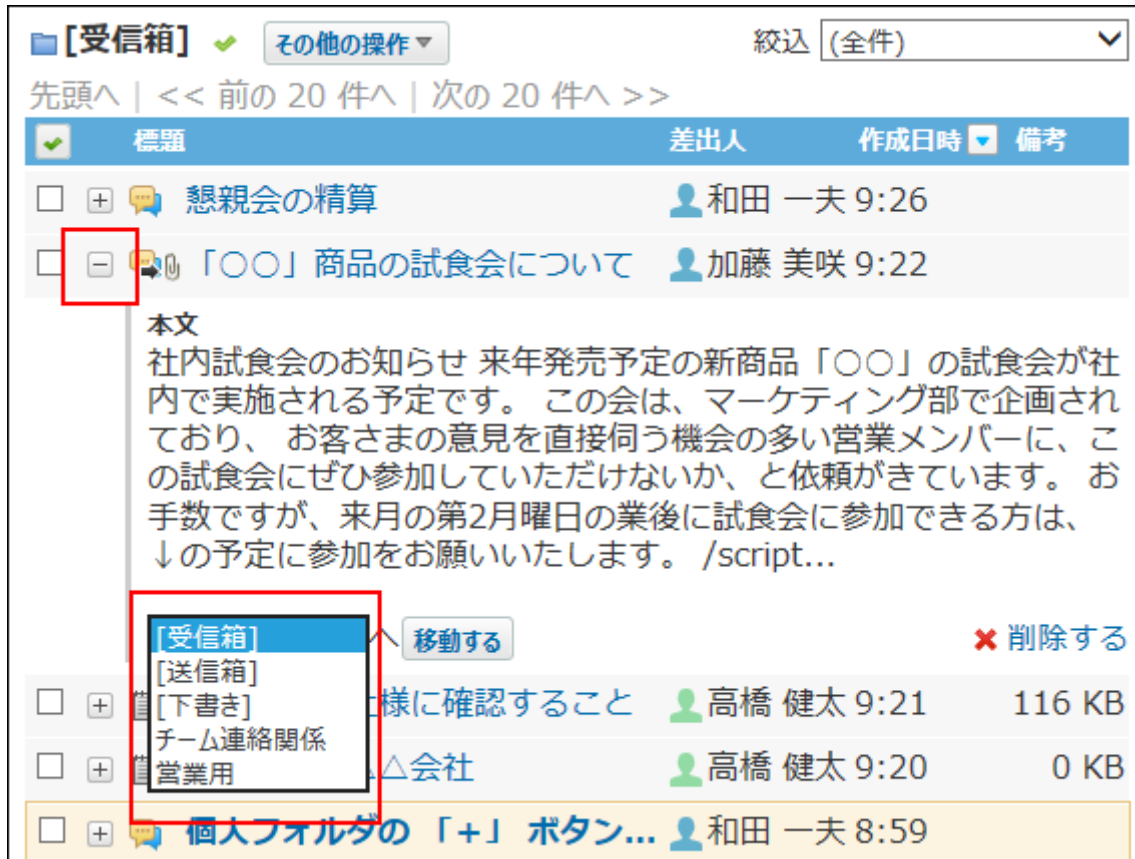 [受信箱] その他の操作 絞込 (全件)
先頭へ | << 前の 20 件へ | 次の 20 件へ >>
標題 差出人 作成日時 備考
懇親会の精算 和田 一夫 9:26
「○○」商品の試食会について 加藤 美咲 9:22
本文
社内試食会のお知らせ 来年発売予定の新商品「○○」の試食会が社
内で実施される予定です。 この会は、マーケティング部で企画され
ており、 お客さまの意見を直接伺う機会の多い営業メンバーに、こ
の試食会にぜひ参加していただけないか、と依頼がきています。 お
手数ですが、来月の第2月曜日の業後に試食会に参加できる方は、
↓の予定に参加をお願いいたします。 /script...
[受信箱] へ 移動する 削除する
[送信箱]
[下書き]
チーム連絡関係
営業用
様に確認すること 高橋 健太 9:21 116 KB
△会社 高橋 健太 9:20 0 KB
個人フォルダの 「+」 ボタン... 和田 一夫 8:59